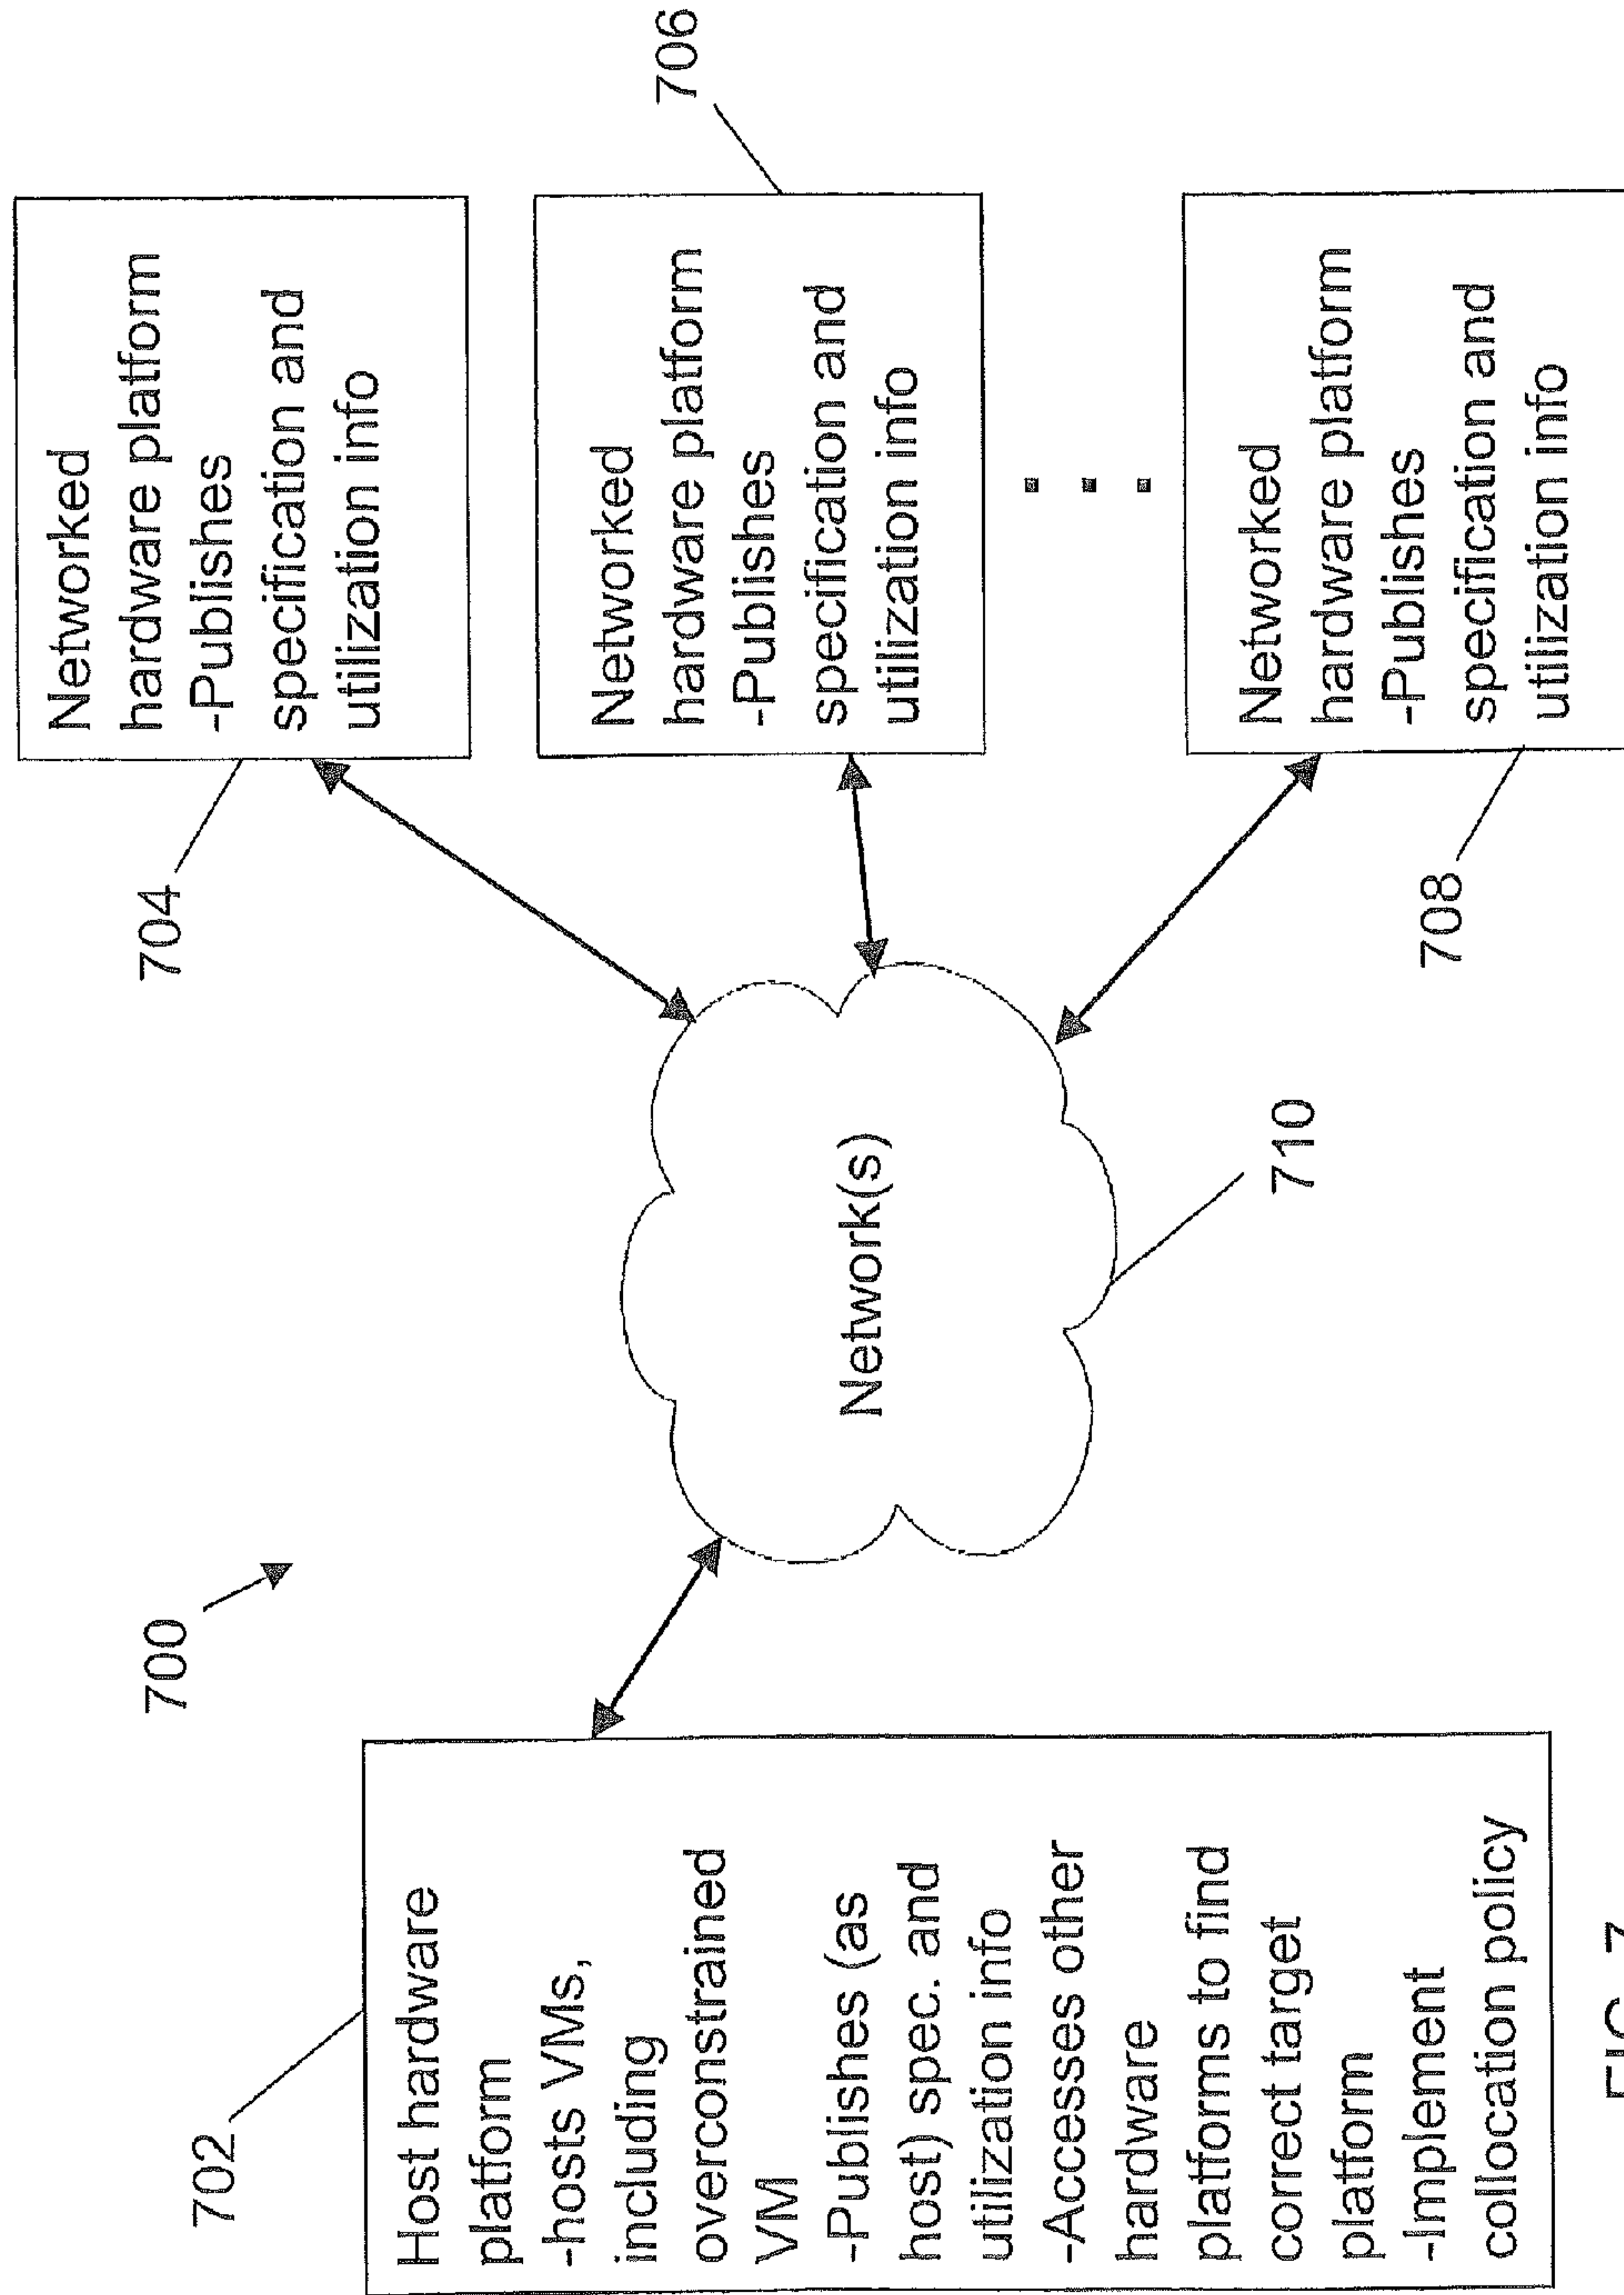 700
702
Host hardware
platform
-hosts VMs,
including
overconstrained
VM
-Publishes (as
host) spec. and
utilization info
-Accesses other
hardware
platforms to find
correct target
platform
-Implement
collocation policy
Network(s)
710
704
Networked
hardware platform
-Publishes
specification and
utilization info
706
Networked
hardware platform
-Publishes
specification and
utilization info
708
Networked
hardware platform
-Publishes
specification and
utilization info
FIG. 7